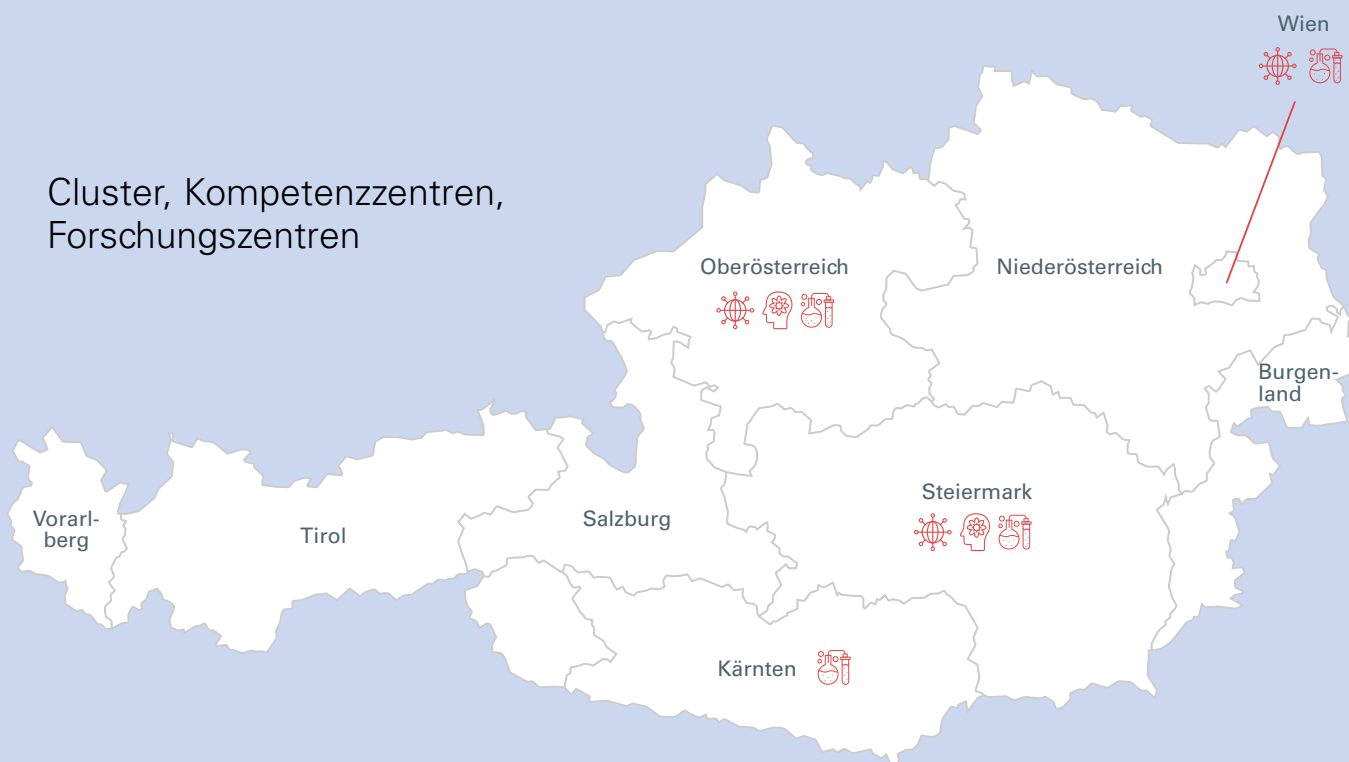 Wien
Cluster, Kompetenzzentren,
Forschungszentren
Oberösterreich
Niederösterreich
Burgen-
land
Steiermark
Vorarl-
berg
Tirol
Salzburg
Kärnten